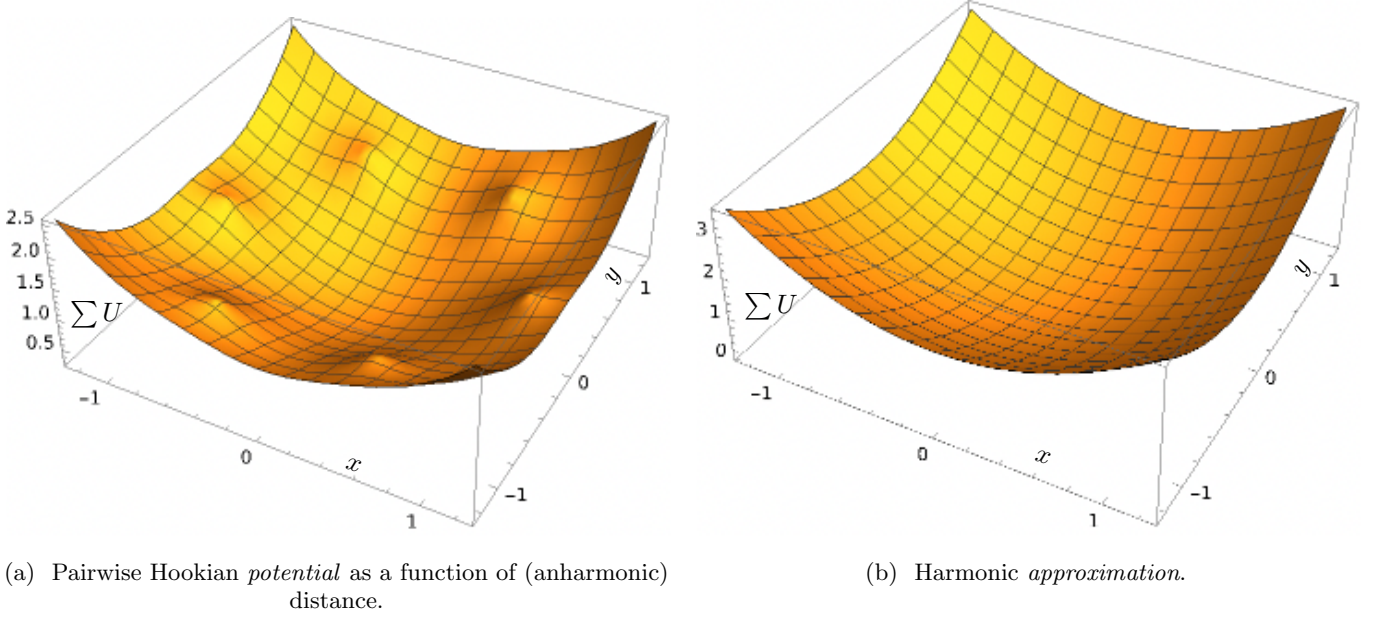 2.5
2.0
1.5
1.0
0.5
∑ U
−1
0
x
1
−1
0
1
y
3
2
1
0
∑ U
−1
0
x
1
−1
0
1
y
(a) Pairwise Hookian potential as a function of (anharmonic)
distance.
(b) Harmonic approximation.